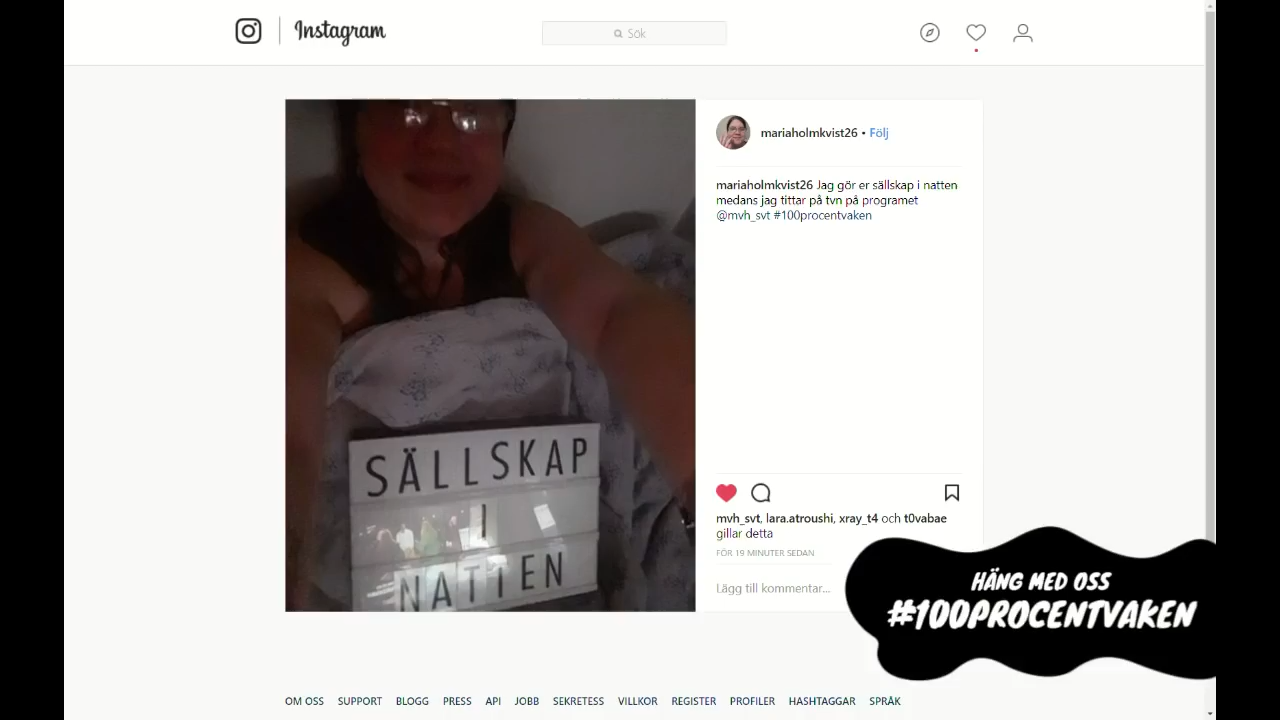 Instagram
Sök
mariaholmkvist26 • Följ
mariaholmkvist26 Jag gör er sällskap i natten
medans jag tittar på tvn på programet
@mvh_svt #100procentvaken
SÄLLSKAP
I
NATTEN
mvh_svt, lara.atroushi, xray_t4 och t0vabae
gillar detta
FÖR 19 MINUTER SEDAN
Lägg till kommentar...
HÄNG MED OSS
#100PROCENTVAKEN
OM OSS SUPPORT BLOGG PRESS API JOBB SEKRETESS VILLKOR REGISTER PROFILER HASHTAGGAR SPRÅK